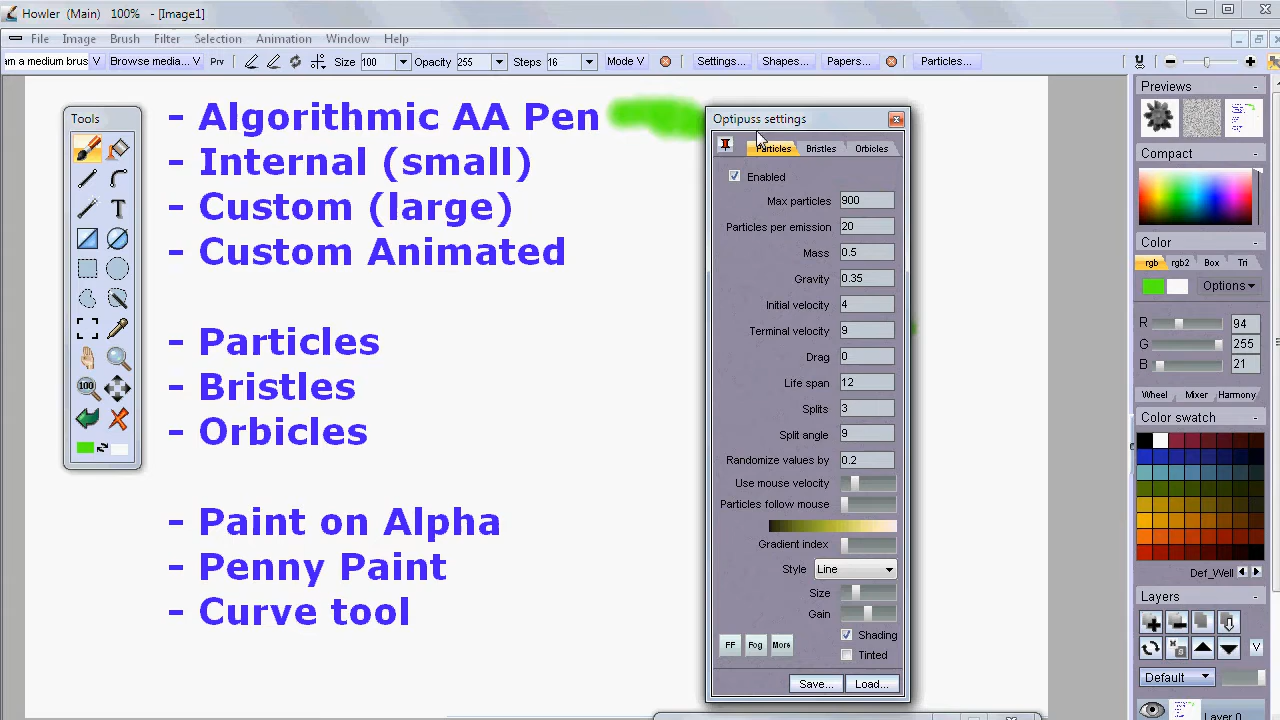 Howler (Main) 100% - [Image1]
File Image Brush Filter Selection Animation Window Help
am a medium brus V Browse media... V Prv Size 100 Opacity 255 Steps 16 Mode V Settings... Shapes... Papers... Particles...
Tools
100
- Algorithmic AA Pen
- Internal (small)
- Custom (large)
- Custom Animated
- Particles
- Bristles
- Orbicles
- Paint on Alpha
- Penny Paint
- Curve tool
Optipuss settings
Particles Bristles Orbicles
Enabled
Max particles 900
Particles per emission 20
Mass 0.5
Gravity 0.35
Initial velocity 4
Terminal velocity 9
Drag 0
Life span 12
Splits 3
Split angle 9
Randomize values by 0.2
Use mouse velocity
Particles follow mouse
Gradient index
Style Line
Size
Gain
Shading
FF Fog More
Tinted
Save... Load...
Previews
Compact
Color
rgb rgb2 Box Tri
Options
R 94
G 255
B 21
Wheel Mixer Harmony
Color swatch
Def_Well
Layers
V
Default
Layer 0